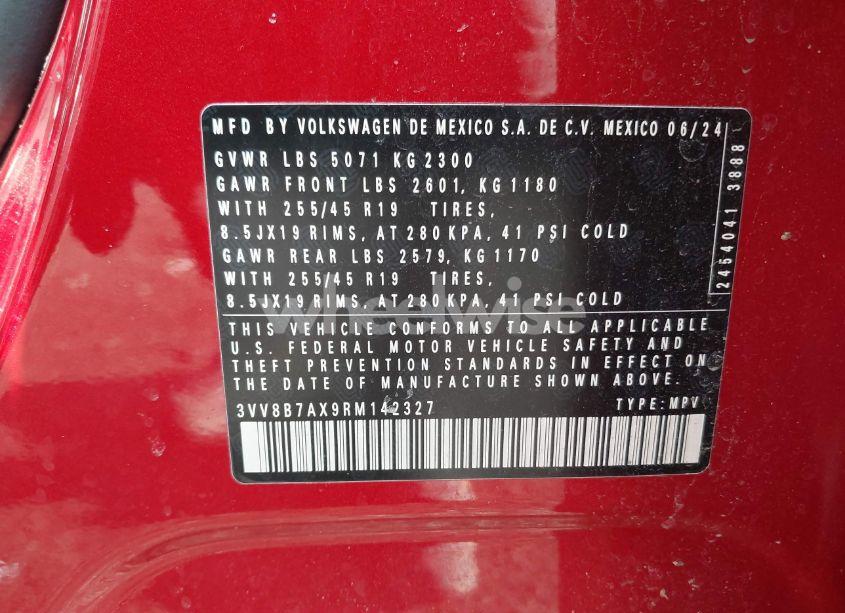 MFD BY VOLKSWAGEN DE MEXICO S.A. DE C.V. MEXICO 06/24
GVWR LBS 5071 KG 2300
GAWR FRONT LBS 2601, KG 1180
WITH 255/45 R19 TIRES,
8.5JX19 RIMS, AT 280 KPA, 41 PSI COLD
GAWR REAR LBS 2579, KG 1170
WITH 255/45 R19 TIRES,
8.5JX19 RIMS, AT 280 KPA, 41 PSI COLD
THIS VEHICLE CONFORMS TO ALL APPLICABLE
U.S. FEDERAL MOTOR VEHICLE SAFETY AND
THEFT PREVENTION STANDARDS IN EFFECT ON
THE DATE OF MANUFACTURE SHOWN ABOVE.
3VV8B7AX9RM142327 TYPE: MPV
2454041 3888
wheelwise